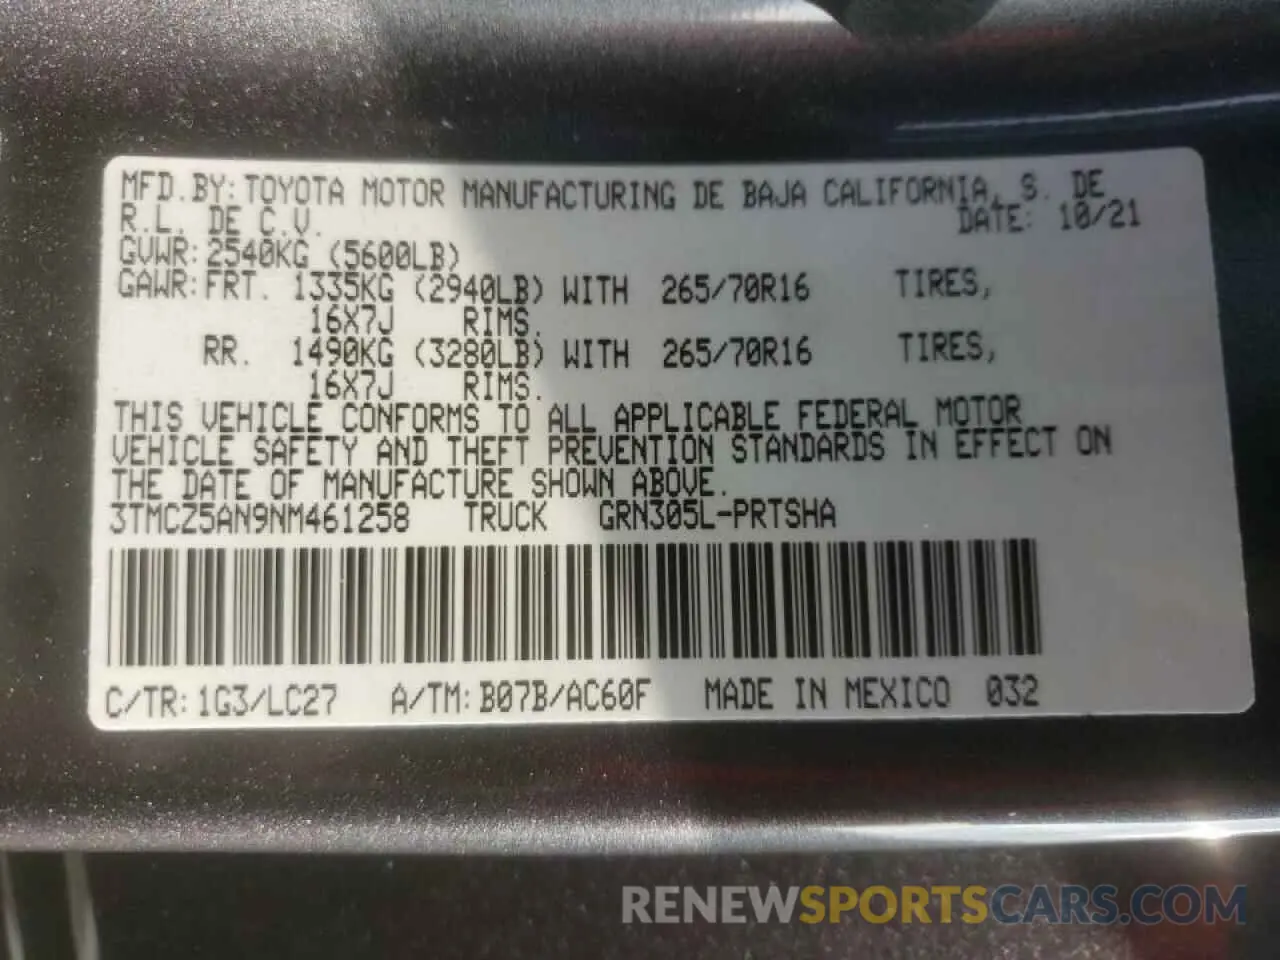 MFD. BY: TOYOTA MOTOR MANUFACTURING DE BAJA CALIFORNIA, S. DE
R.L. DE C.V. DATE: 10/21
GVWR: 2540KG (5600LB)
GAWR: FRT. 1335KG (2940LB) WITH 265/70R16 TIRES,
16X7J RIMS.
RR. 1490KG (3280LB) WITH 265/70R16 TIRES,
16X7J RIMS.
THIS VEHICLE CONFORMS TO ALL APPLICABLE FEDERAL MOTOR
VEHICLE SAFETY AND THEFT PREVENTION STANDARDS IN EFFECT ON
THE DATE OF MANUFACTURE SHOWN ABOVE.
3TMCZ5AN9NM461258 TRUCK GRN305L-PRTSHA
C/TR: 1G3/LC27 A/TM: B07B/AC60F MADE IN MEXICO 032
RENEWSPORTSCARS.COM